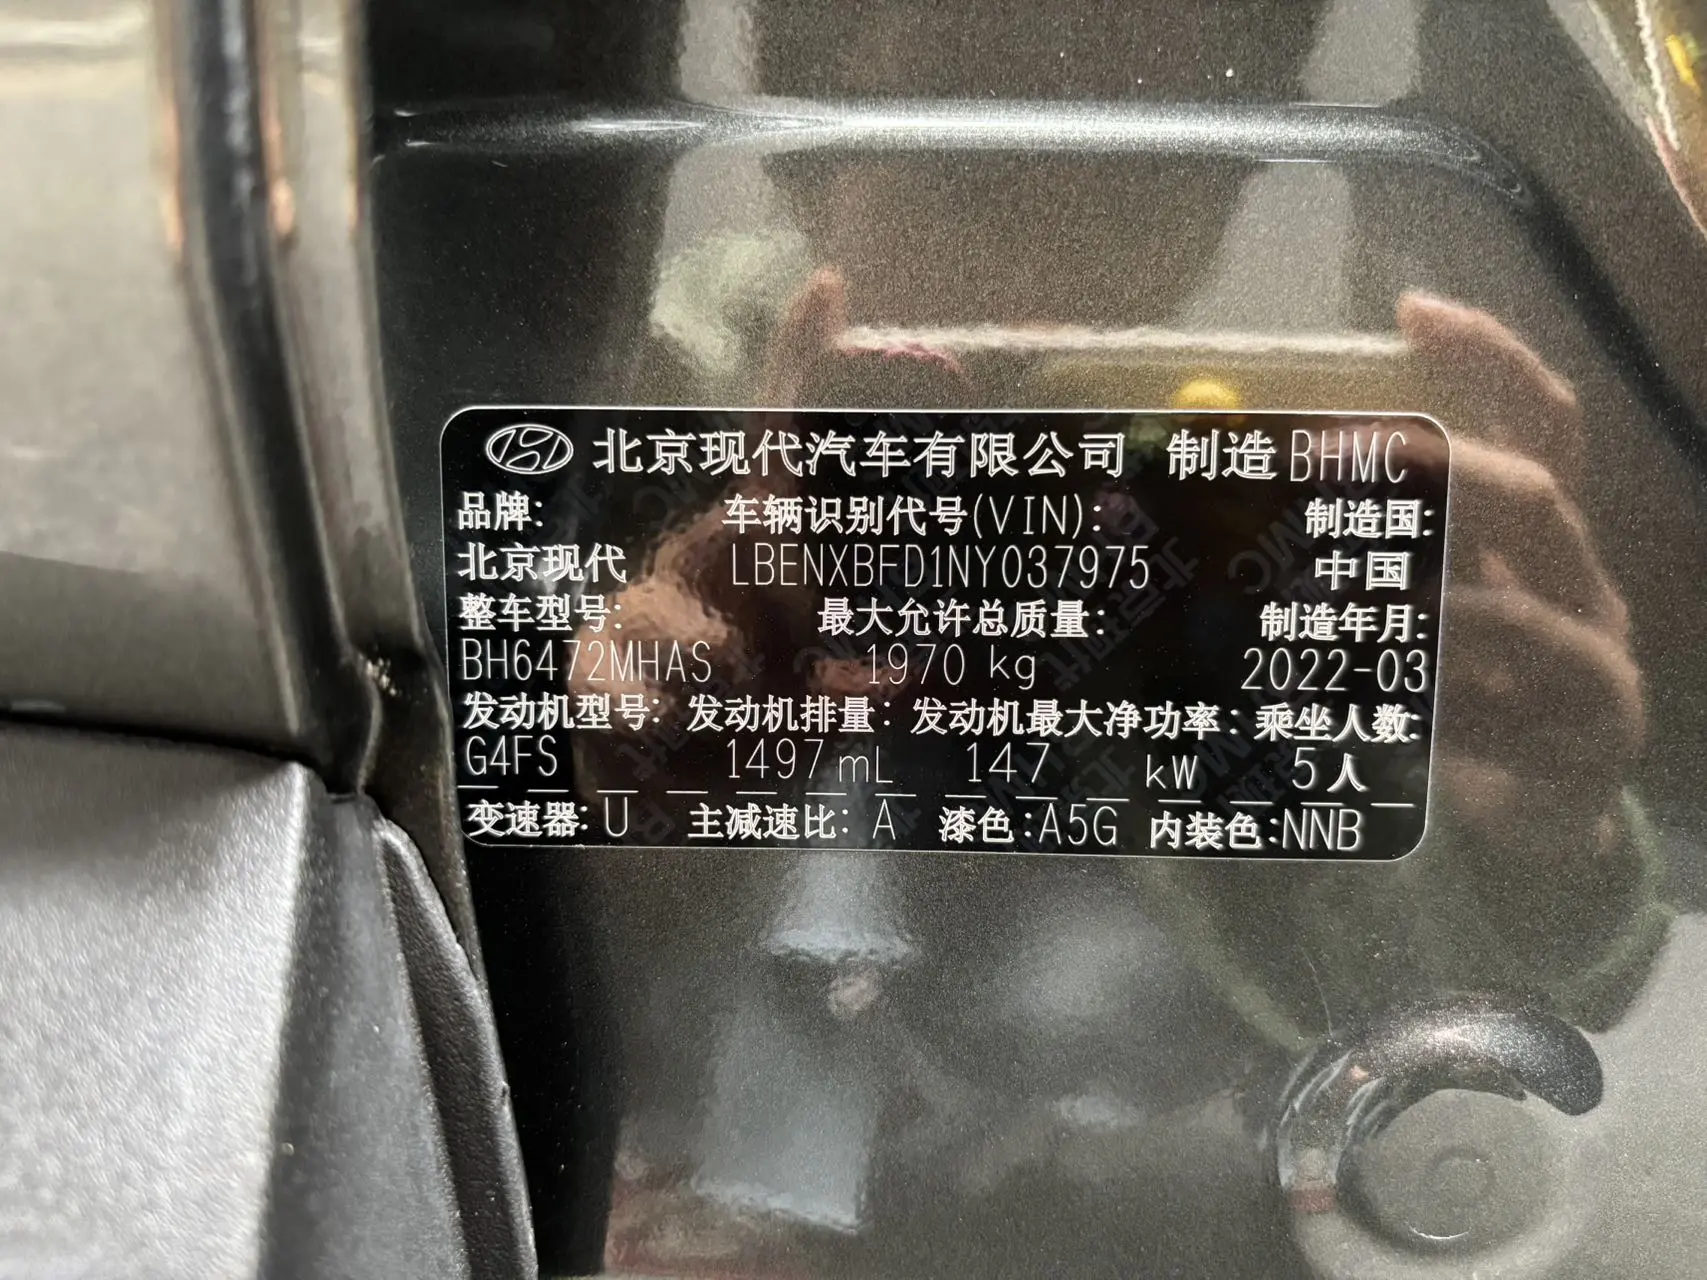 北京现代汽车有限公司 制造 BHMC
品牌: 车辆识别代号(VIN): 制造国:
北京现代 LBENXBFD1NY037975 中国
整车型号: 最大允许总质量: 制造年月:
BH6472MHAS 1970 kg 2022-03
发动机型号: 发动机排量: 发动机最大净功率: 乘坐人数:
G4FS 1497 mL 147 kW 5人
变速器: U 主减速比: A 漆色:A5G 内装色:NNB